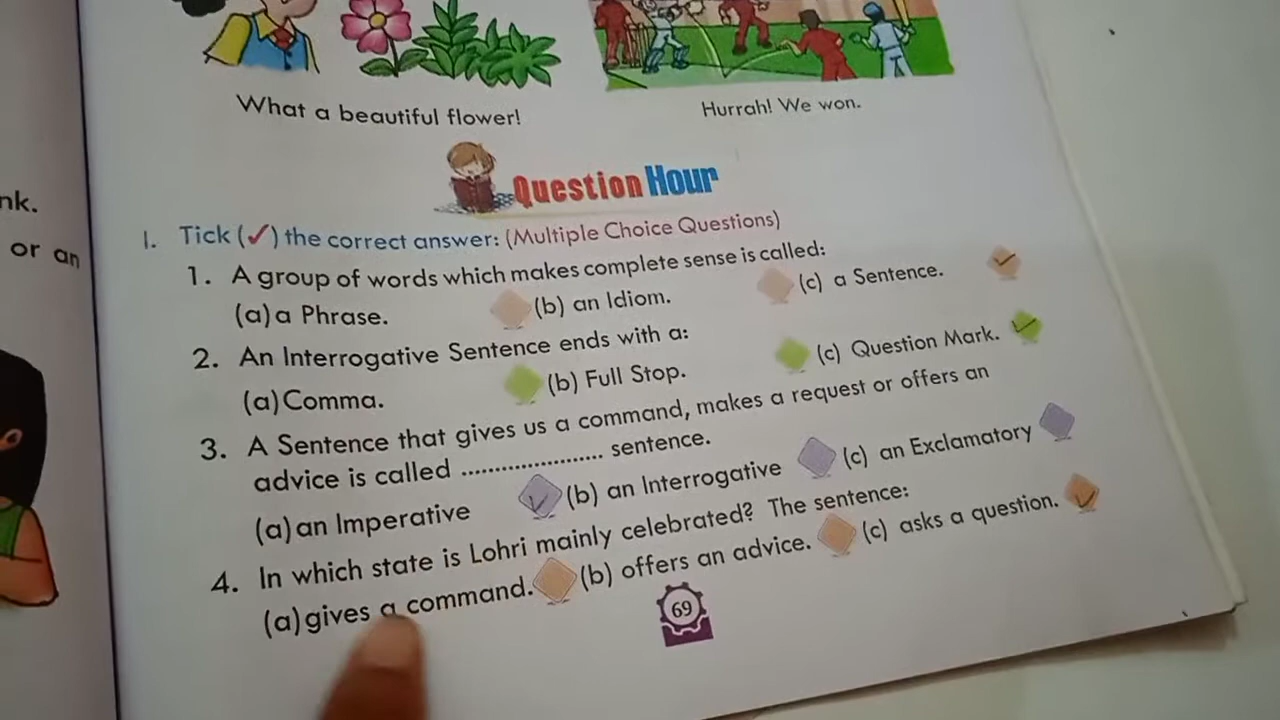 What a beautiful flower!
Hurrah! We won.
nk.
or an
Question Hour
I. Tick (✓) the correct answer: (Multiple Choice Questions)
1. A group of words which makes complete sense is called:
(a) a Phrase. (b) an Idiom. (c) a Sentence.
2. An Interrogative Sentence ends with a:
(a) Comma. (b) Full Stop. (c) Question Mark.
3. A Sentence that gives us a command, makes a request or offers an
advice is called ..................... sentence.
(a) an Imperative (b) an Interrogative (c) an Exclamatory
4. In which state is Lohri mainly celebrated? The sentence:
(a) gives a command. (b) offers an advice. (c) asks a question.
69